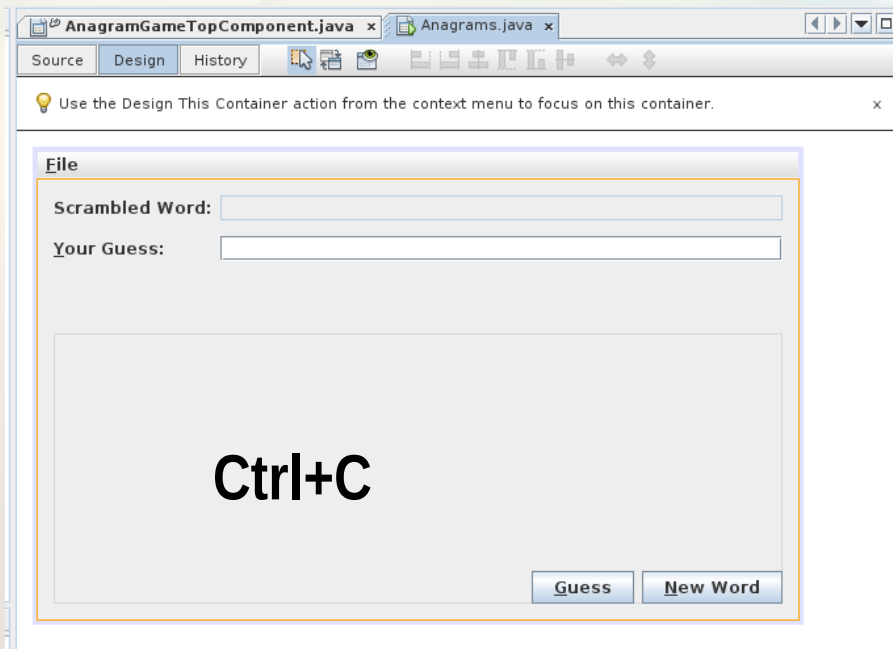 AnagramGameTopComponent.java x Anagrams.java x
Source Design History
Use the Design This Container action from the context menu to focus on this container. x
File
Scrambled Word:
Your Guess:
Ctrl+C
Guess New Word